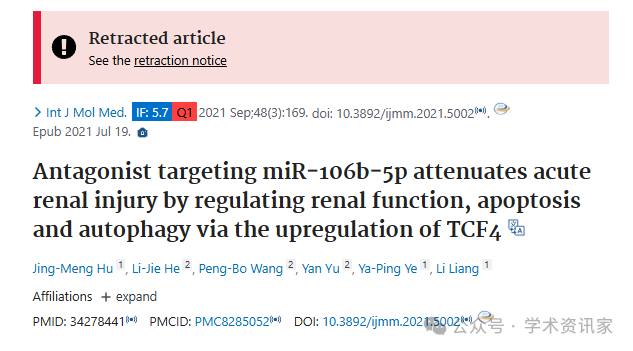 Retracted article
See the retraction notice
Int J Mol Med. IF: 5.7 Q1 2021 Sep;48(3):169. doi: 10.3892/ijmm.2021.5002.
Epub 2021 Jul 19.
Antagonist targeting miR-106b-5p attenuates acute
renal injury by regulating renal function, apoptosis
and autophagy via the upregulation of TCF4
Jing-Meng Hu 1, Li-Jie He 2, Peng-Bo Wang 2, Yan Yu 2, Ya-Ping Ye 1, Li Liang 1
Affiliations + expand
PMID: 34278441 PMCID: PMC8285052 DOI: 10.3892/ijmm.2021.5002
公众号 · 学术资讯家